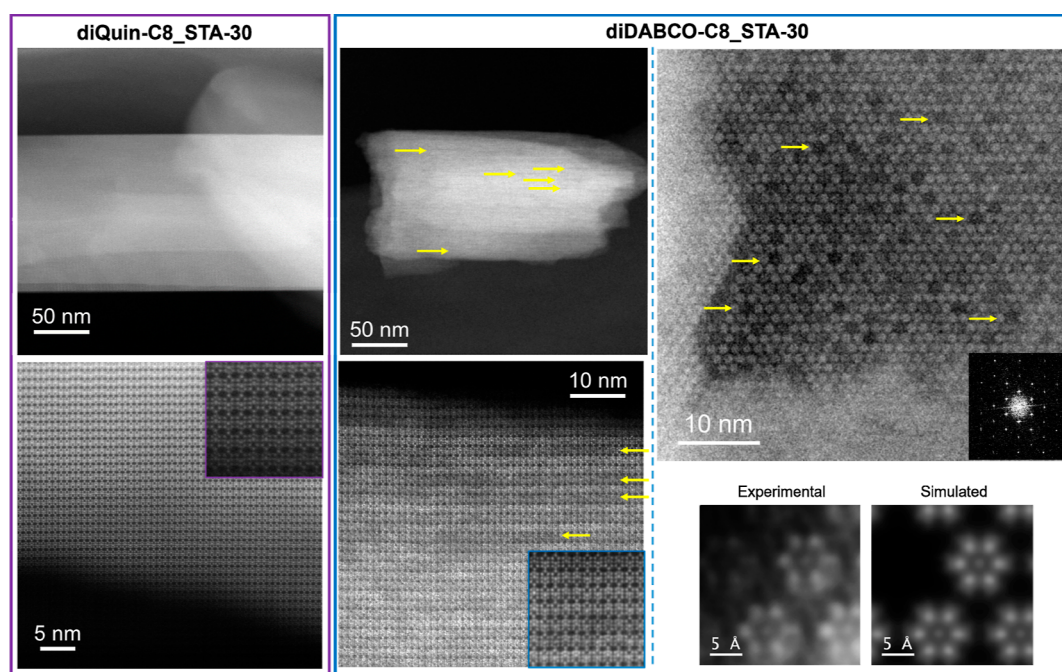 diQuin-C8_STA-30
diDABCO-C8_STA-30
50 nm
50 nm
10 nm
10 nm
5 nm
Experimental
Simulated
5 Å
5 Å